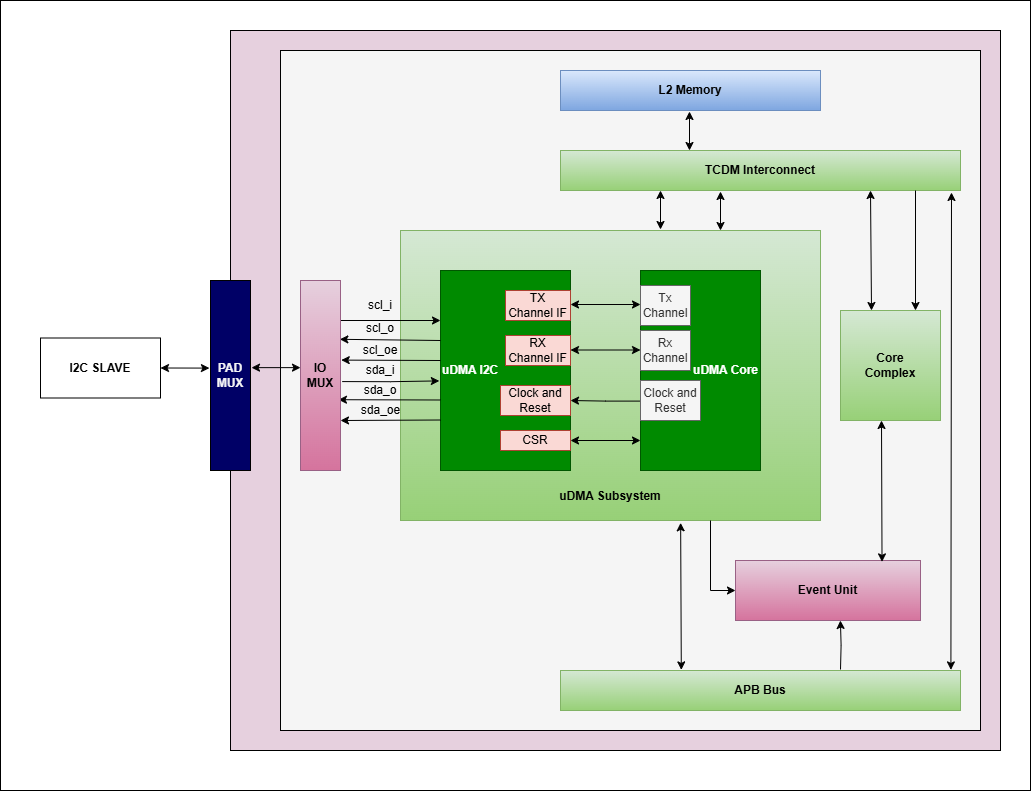 L2 Memory
TCDM Interconnect
I2C SLAVE
PAD
MUX
IO
MUX
scl_i
scl_o
scl_oe
sda_i
sda_o
sda_oe
uDMA I2C
TX
Channel IF
RX
Channel IF
Clock and
Reset
CSR
Tx
Channel
Rx
Channel
Clock and
Reset
uDMA Core
uDMA Subsystem
Core
Complex
Event Unit
APB Bus